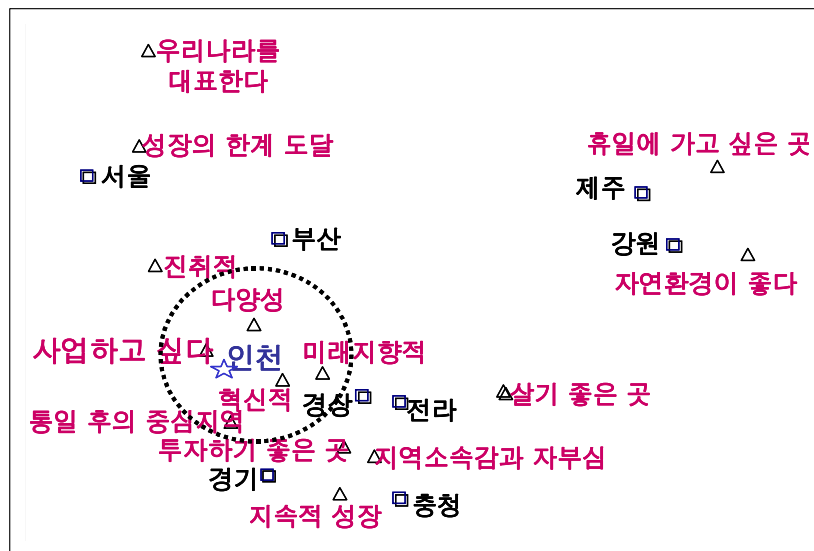 우리나라를
대표한다
성장의 한계 도달
휴일에 가고 싶은 곳
서울
제주
부산
강원
진취적
자연환경이 좋다
다양성
사업하고 싶다
인천
미래지향적
혁신적
경상
전라
살기 좋은 곳
통일 후의 중심지역
투자하기 좋은 곳
지역소속감과 자부심
경기
지속적 성장
충청